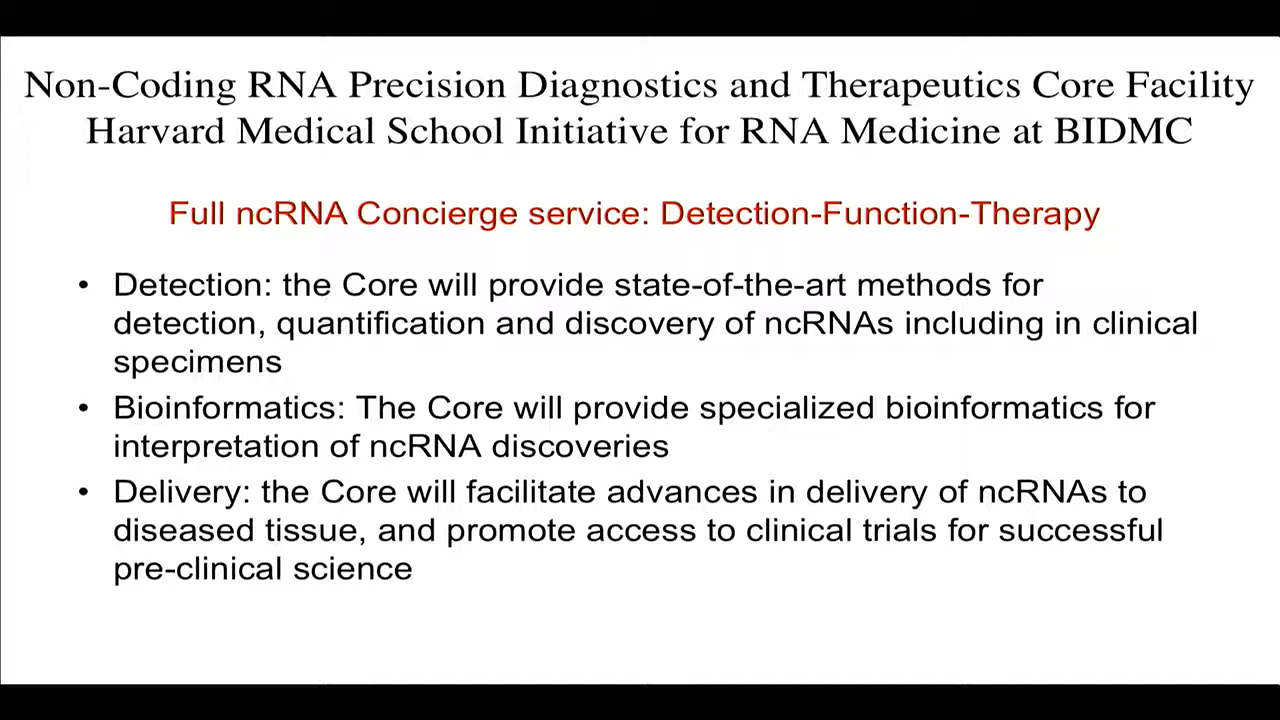 Non-Coding RNA Precision Diagnostics and Therapeutics Core Facility
Harvard Medical School Initiative for RNA Medicine at BIDMC
Full ncRNA Concierge service: Detection-Function-Therapy
• Detection: the Core will provide state-of-the-art methods for
detection, quantification and discovery of ncRNAs including in clinical
specimens
• Bioinformatics: The Core will provide specialized bioinformatics for
interpretation of ncRNA discoveries
• Delivery: the Core will facilitate advances in delivery of ncRNAs to
diseased tissue, and promote access to clinical trials for successful
pre-clinical science